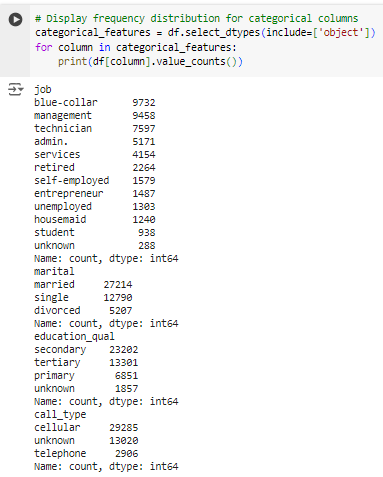 # Display frequency distribution for categorical columns
categorical_features = df.select_dtypes(include=['object'])
for column in categorical_features:
    print(df[column].value_counts())
job
blue-collar      9732
management       9458
technician       7597
admin.           5171
services         4154
retired          2264
self-employed    1579
entrepreneur     1487
unemployed       1303
housemaid        1240
student           938
unknown           288
Name: count, dtype: int64
marital
married     27214
single      12790
divorced     5207
Name: count, dtype: int64
education_qual
secondary    23202
tertiary     13301
primary       6851
unknown       1857
Name: count, dtype: int64
call_type
cellular     29285
unknown      13020
telephone     2906
Name: count, dtype: int64